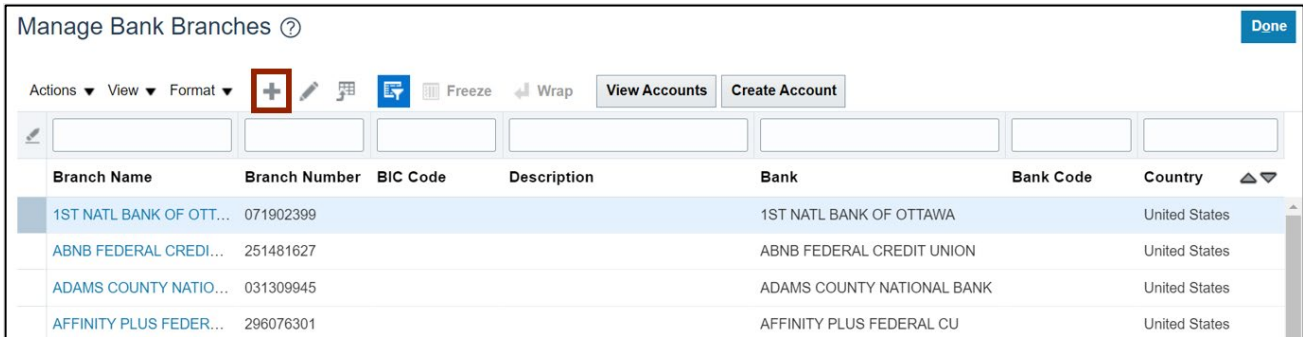 Manage Bank Branches ?
Done
Actions View Format Freeze Wrap View Accounts Create Account
Branch Name Branch Number BIC Code Description Bank Bank Code Country
1ST NATL BANK OF OTT... 071902399 1ST NATL BANK OF OTTAWA United States
ABNB FEDERAL CREDI... 251481627 ABNB FEDERAL CREDIT UNION United States
ADAMS COUNTY NATIO... 031309945 ADAMS COUNTY NATIONAL BANK United States
AFFINITY PLUS FEDER... 296076301 AFFINITY PLUS FEDERAL CU United States